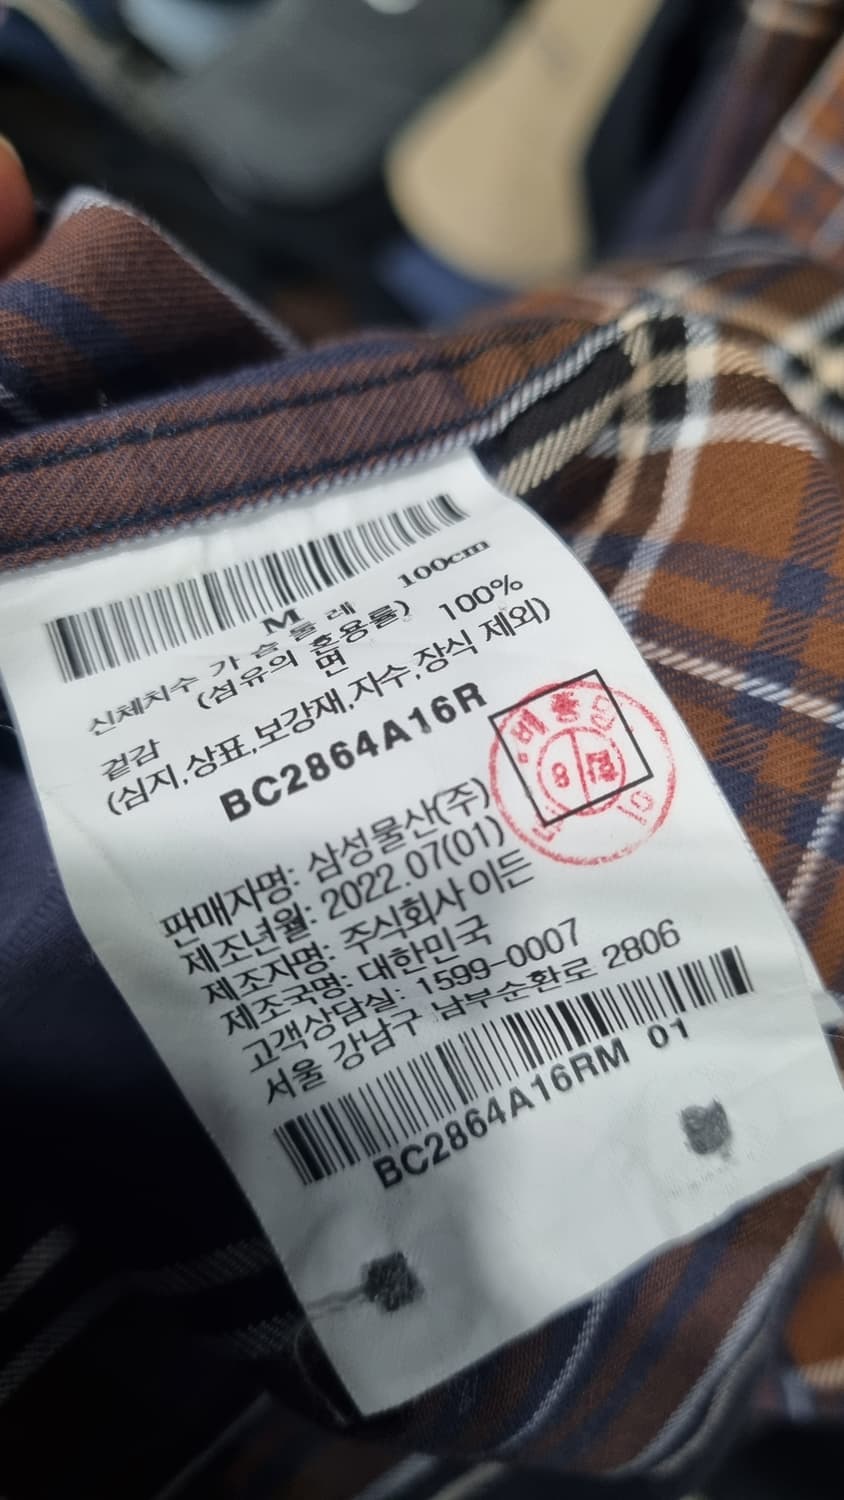 M
신체치수 가슴둘레 100cm
(섬유의 혼용률)
겉감 면 100%
(심지,상표,보강재,자수,장식 제외)
BC2864A16R
판매자명: 삼성물산(주)
제조년월: 2022.07(01)
제조자명: 주식회사 이든
제조국명: 대한민국
고객상담실: 1599-0007
서울 강남구 남부순환로 2806
BC2864A16RM 01